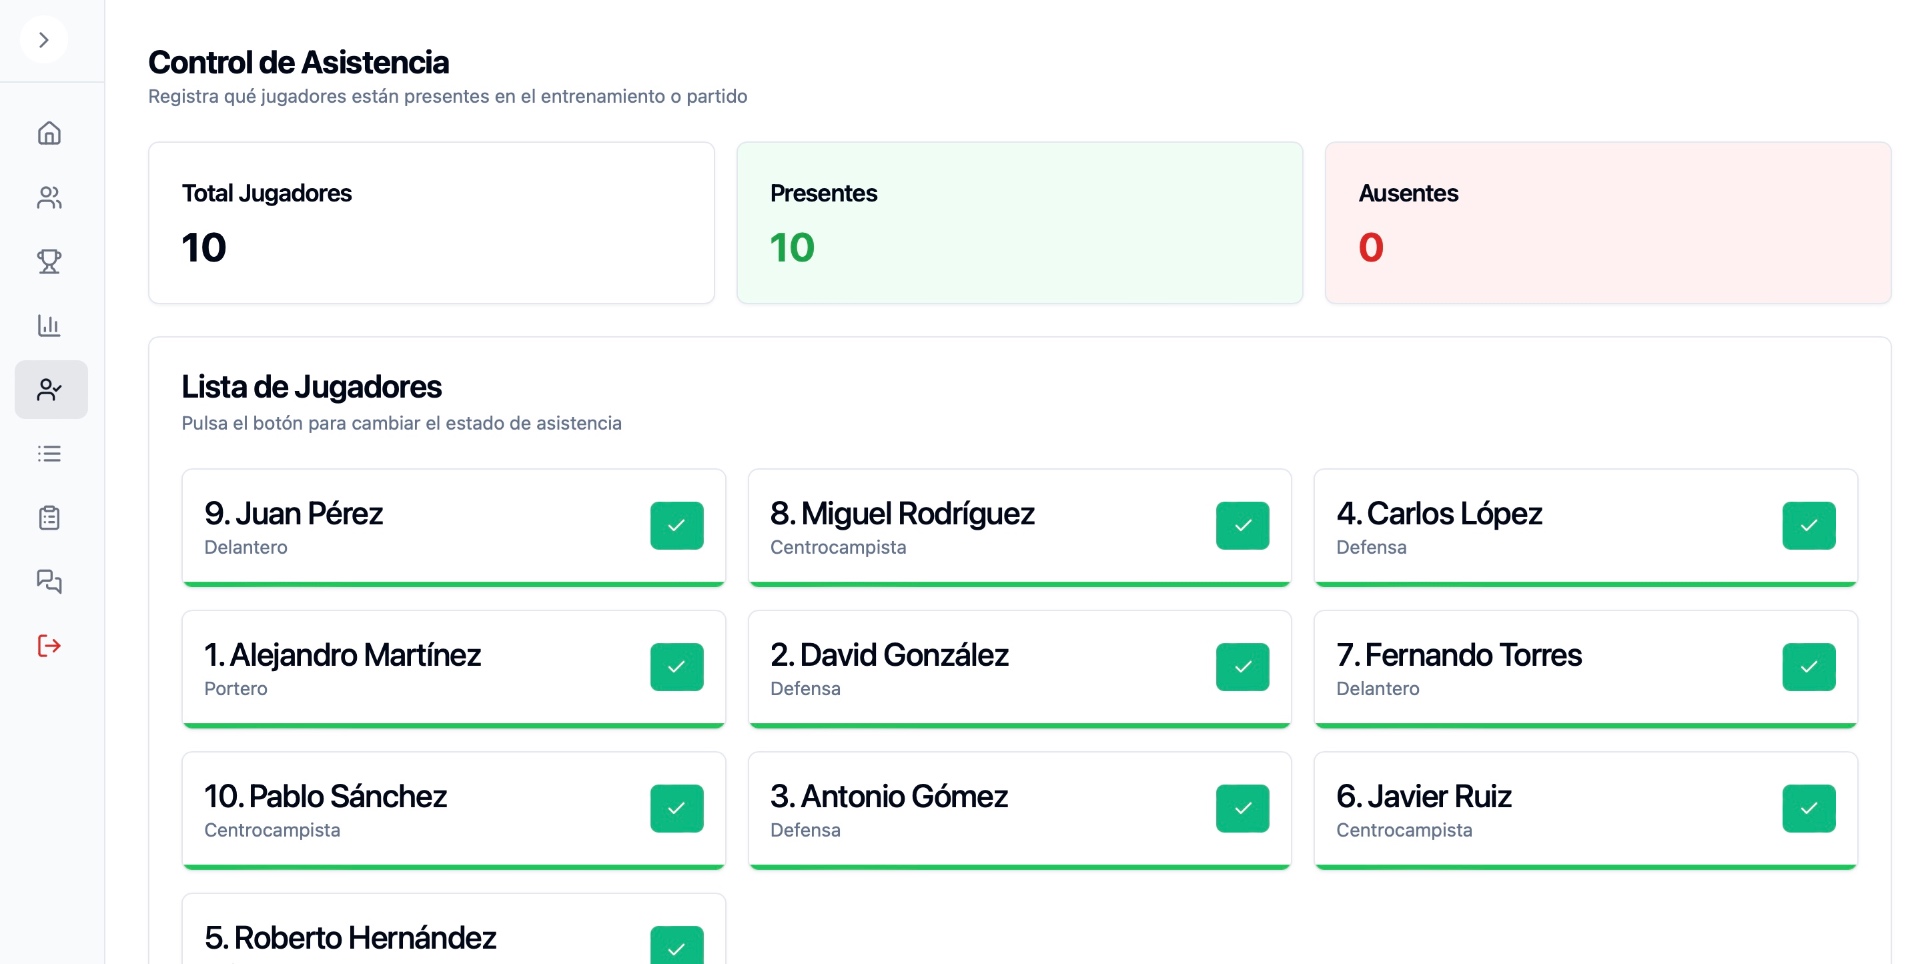 Control de Asistencia
Registra qué jugadores están presentes en el entrenamiento o partido
Total Jugadores
10
Presentes
10
Ausentes
0
Lista de Jugadores
Pulsa el botón para cambiar el estado de asistencia
9. Juan Pérez
Delantero
8. Miguel Rodríguez
Centrocampista
4. Carlos López
Defensa
1. Alejandro Martínez
Portero
2. David González
Defensa
7. Fernando Torres
Delantero
10. Pablo Sánchez
Centrocampista
3. Antonio Gómez
Defensa
6. Javier Ruiz
Centrocampista
5. Roberto Hernández